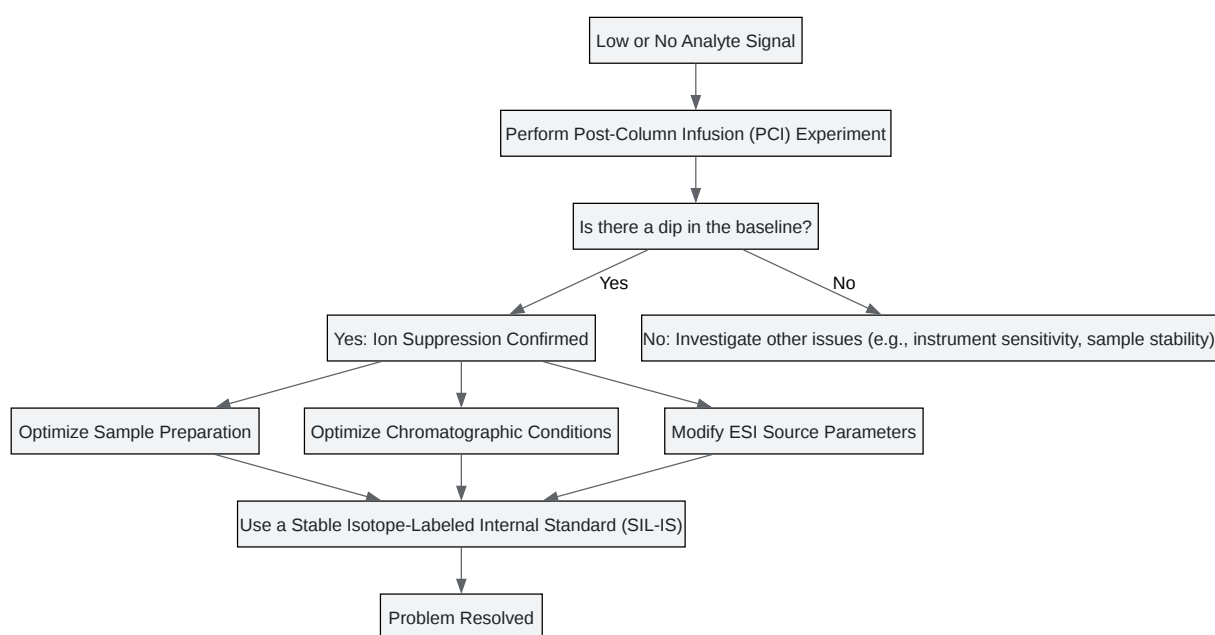 Low or No Analyte Signal
Perform Post-Column Infusion (PCI) Experiment
Is there a dip in the baseline?
Yes
No
Yes: Ion Suppression Confirmed
No: Investigate other issues (e.g., instrument sensitivity, sample stability)
Optimize Sample Preparation
Optimize Chromatographic Conditions
Modify ESI Source Parameters
Use a Stable Isotope-Labeled Internal Standard (SIL-IS)
Problem Resolved